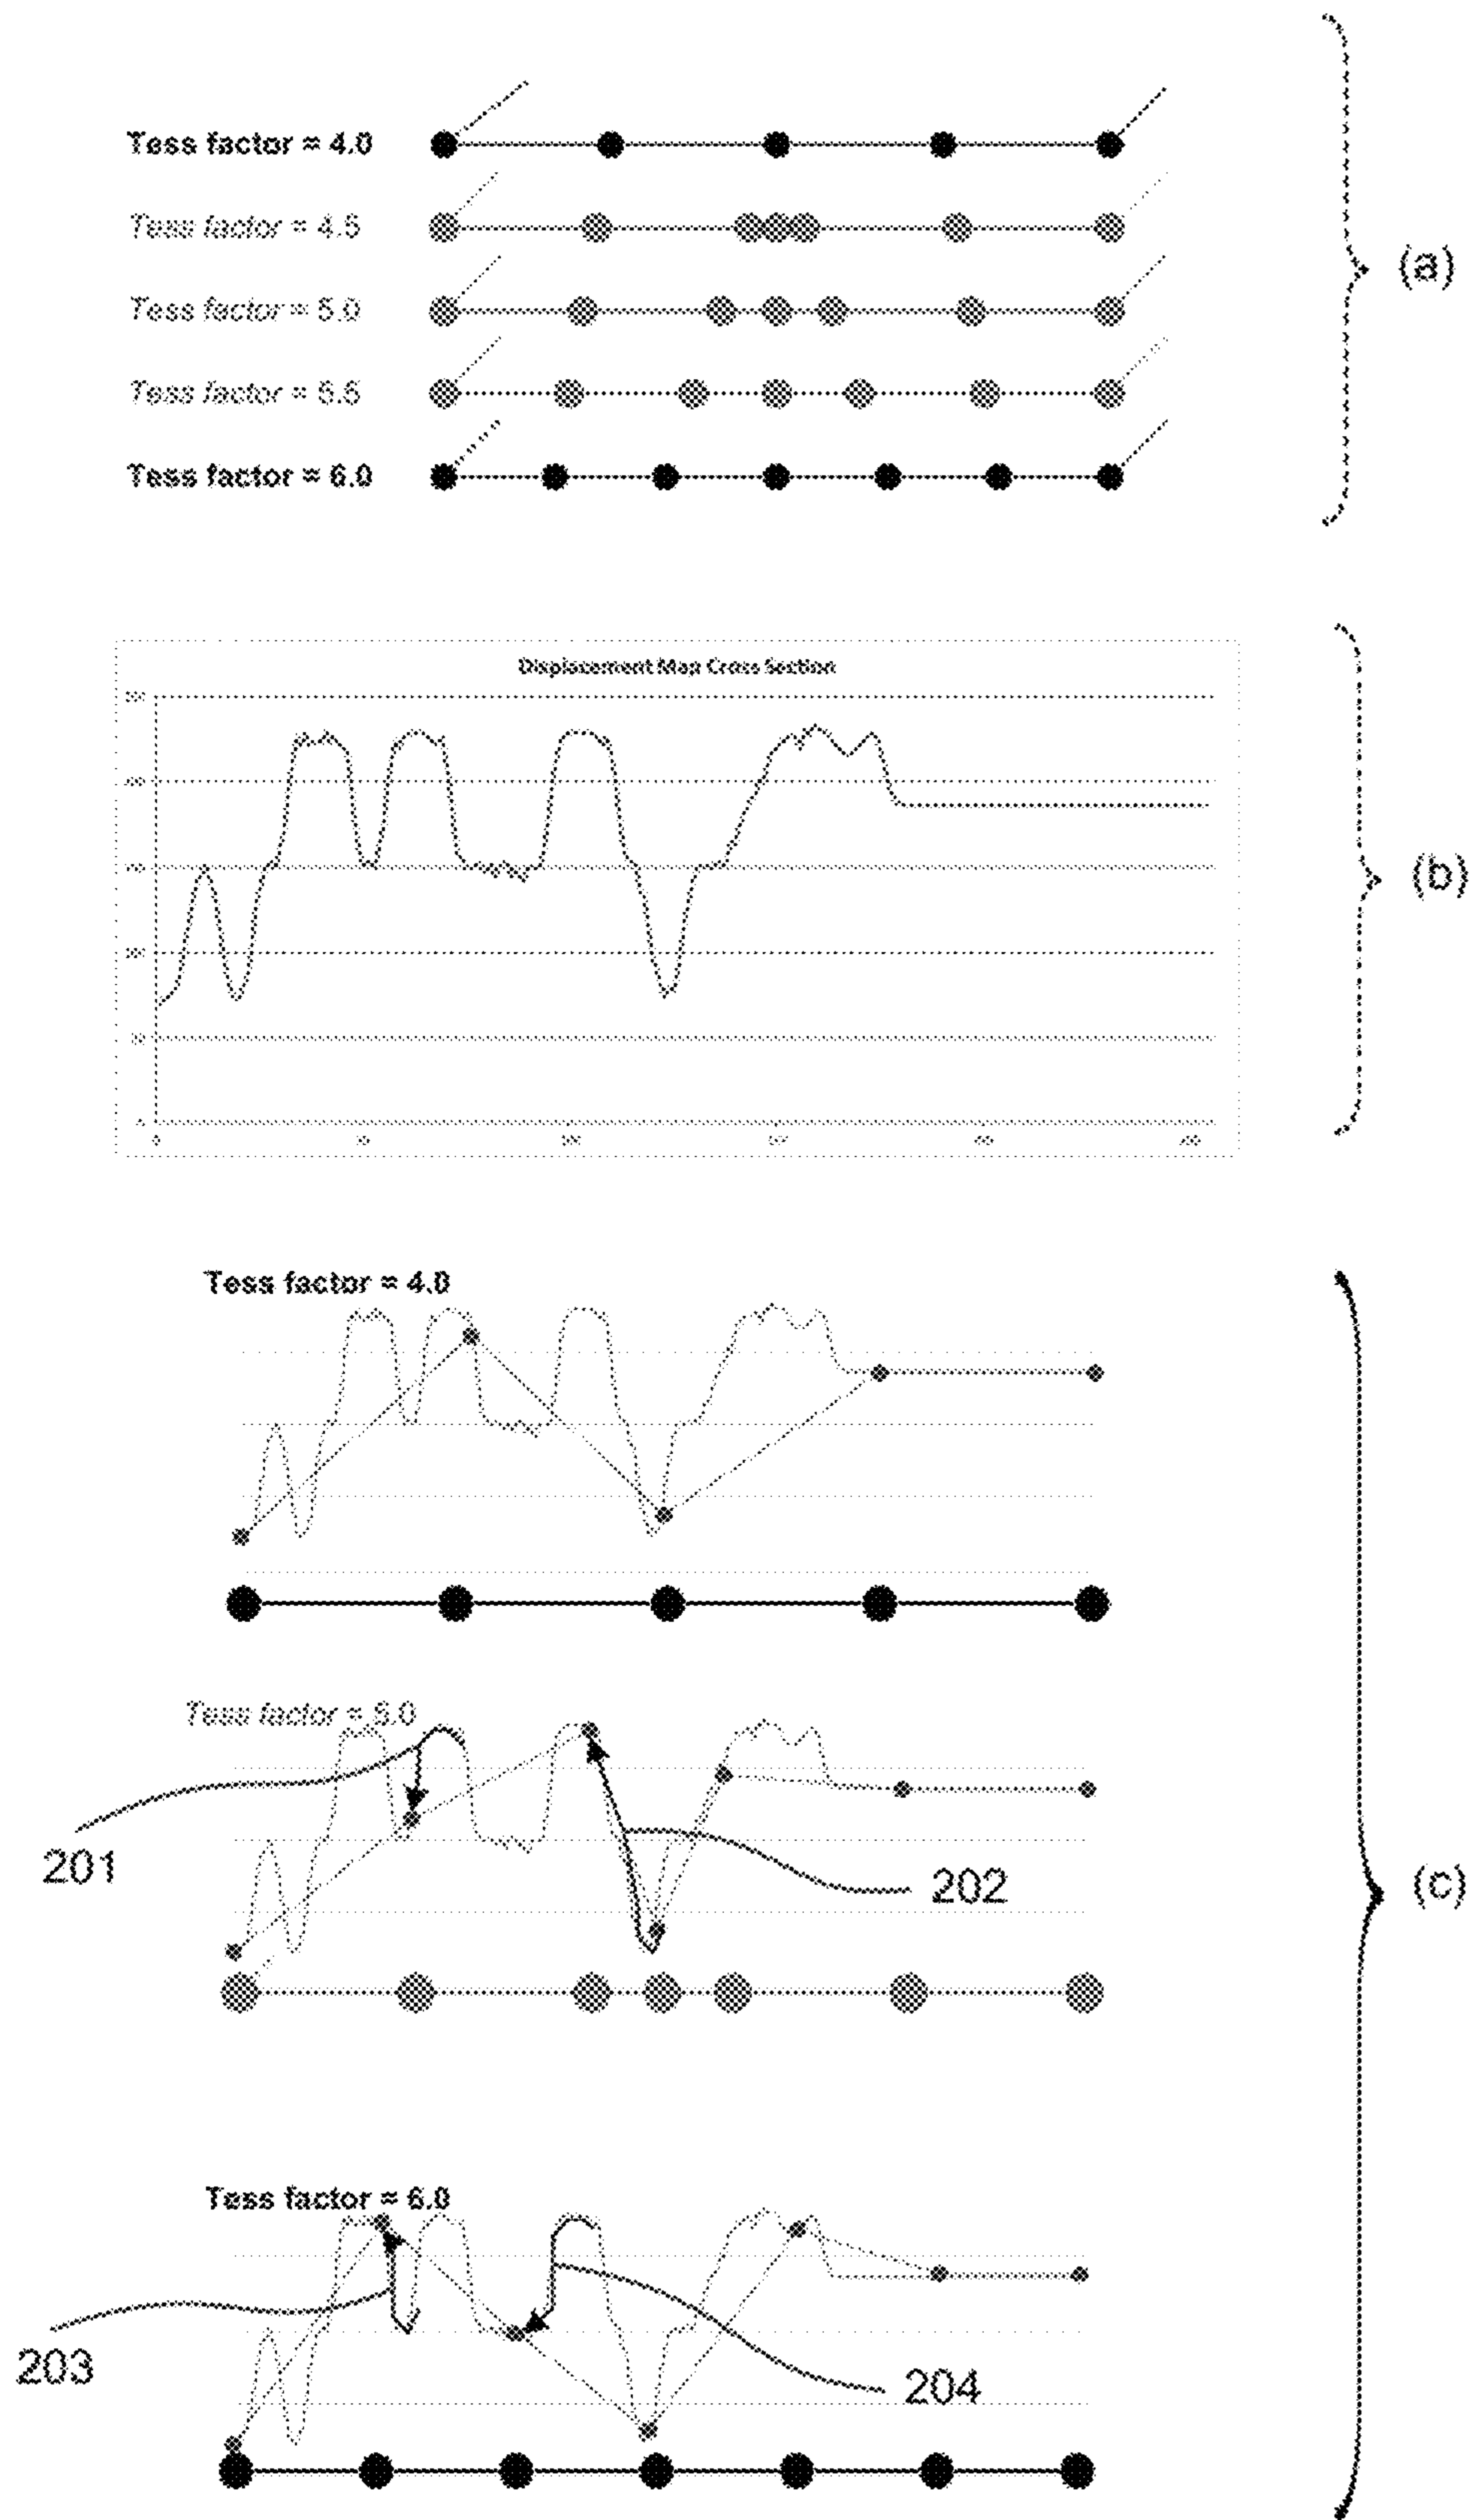 Tess factor = 4.0
Tess factor = 4.5
Tess factor = 5.0
Tess factor = 5.5
Tess factor = 6.0
(a)
Displacement Map Cross Section
(b)
Tess factor = 4.0
Tess factor = 5.0
201
202
(c)
Tess factor = 6.0
203
204